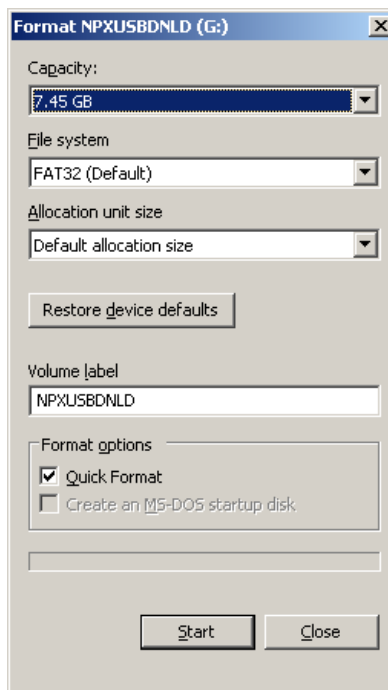 Format NPXUSBDNLD (G:)
Capacity:
7.45 GB
File system
FAT32 (Default)
Allocation unit size
Default allocation size
Restore device defaults
Volume label
NPXUSBDNLD
Format options
Quick Format
Create an MS-DOS startup disk
Start
Close